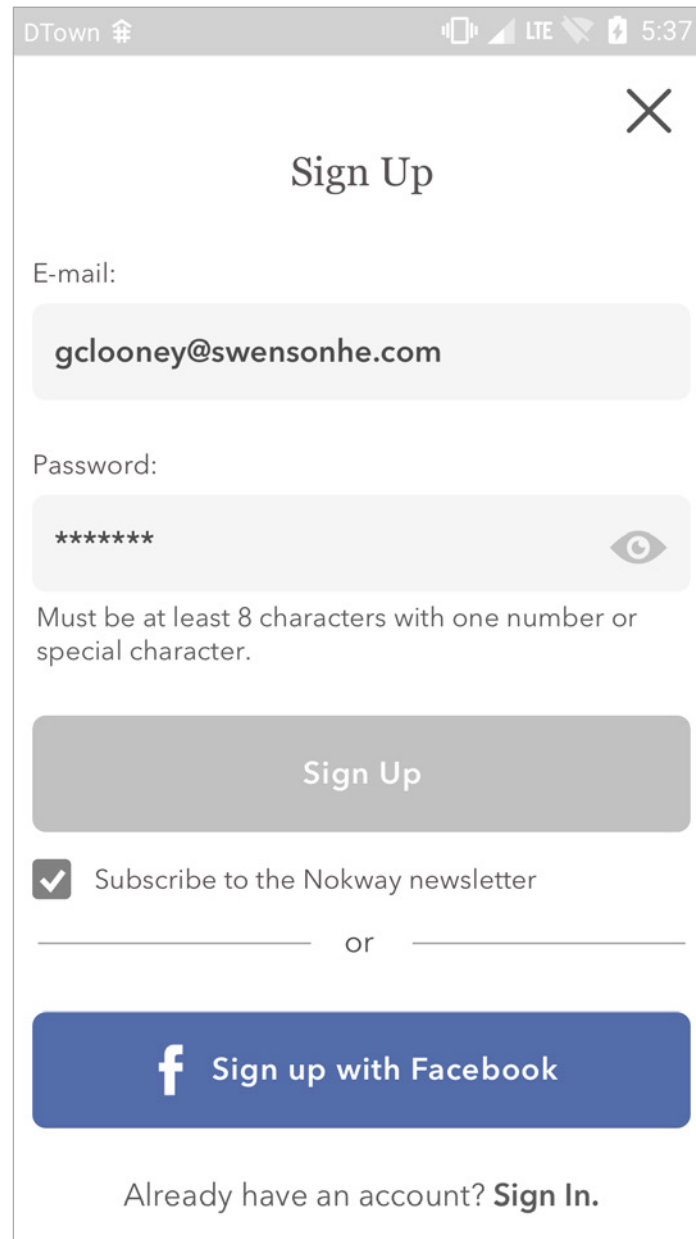 DTown LTE 5:37
Sign Up
E-mail:
gclooney@swensonhe.com
Password:
*******
Must be at least 8 characters with one number or
special character.
Sign Up
Subscribe to the Nokway newsletter
or
f Sign up with Facebook
Already have an account? Sign In.